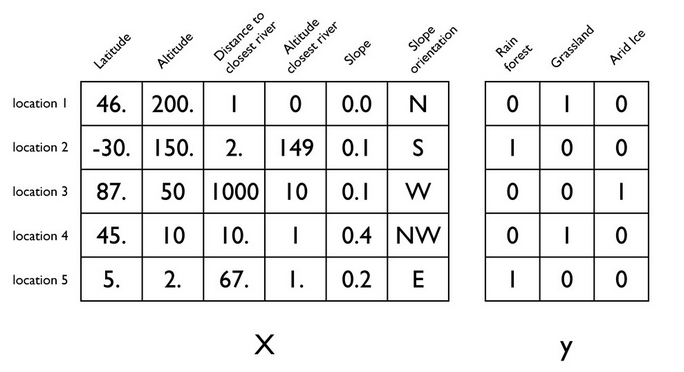 Latitude
Altitude
Distance to
closest river
Altitude
closest river
Slope
Slope
orientation
Rain
forest
Grassland
Arid Ice
location 1 46. 200. 1 0 0.0 N 0 1 0
location 2 -30. 150. 2. 149 0.1 S 1 0 0
location 3 87. 50 1000 10 0.1 W 0 0 1
location 4 45. 10 10. 1 0.4 NW 0 1 0
location 5 5. 2. 67. 1. 0.2 E 1 0 0
X y